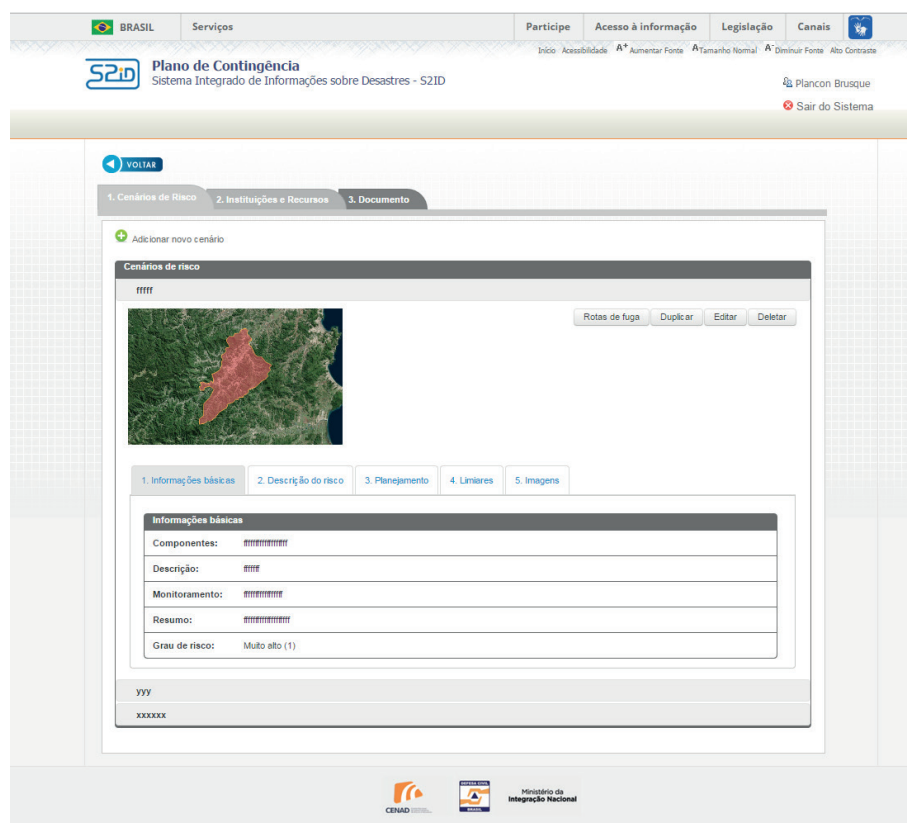 BRASIL Serviços Participe Acesso à informação Legislação Canais
Início Acessibilidade A+ Aumentar Fonte A Tamanho Normal A- Diminuir Fonte Alto Contraste
S2iD
Plano de Contingência
Sistema Integrado de Informações sobre Desastres - S2ID
Plancon Brusque
Sair do Sistema
VOLTAR
1. Cenários de Risco 2. Instituições e Recursos 3. Documento
Adicionar novo cenário
Cenários de risco
fffff
Rotas de fuga Duplicar Editar Deletar
1. Informações básicas 2. Descrição do risco 3. Planejamento 4. Limiares 5. Imagens
Informações básicas
Componentes:
Descrição:
Monitoramento:
Resumo:
Grau de risco: Muito alto (1)
yyy
xxxxxx
CENAD
DEFESA CIVIL
BRASIL
Ministério da
Integração Nacional